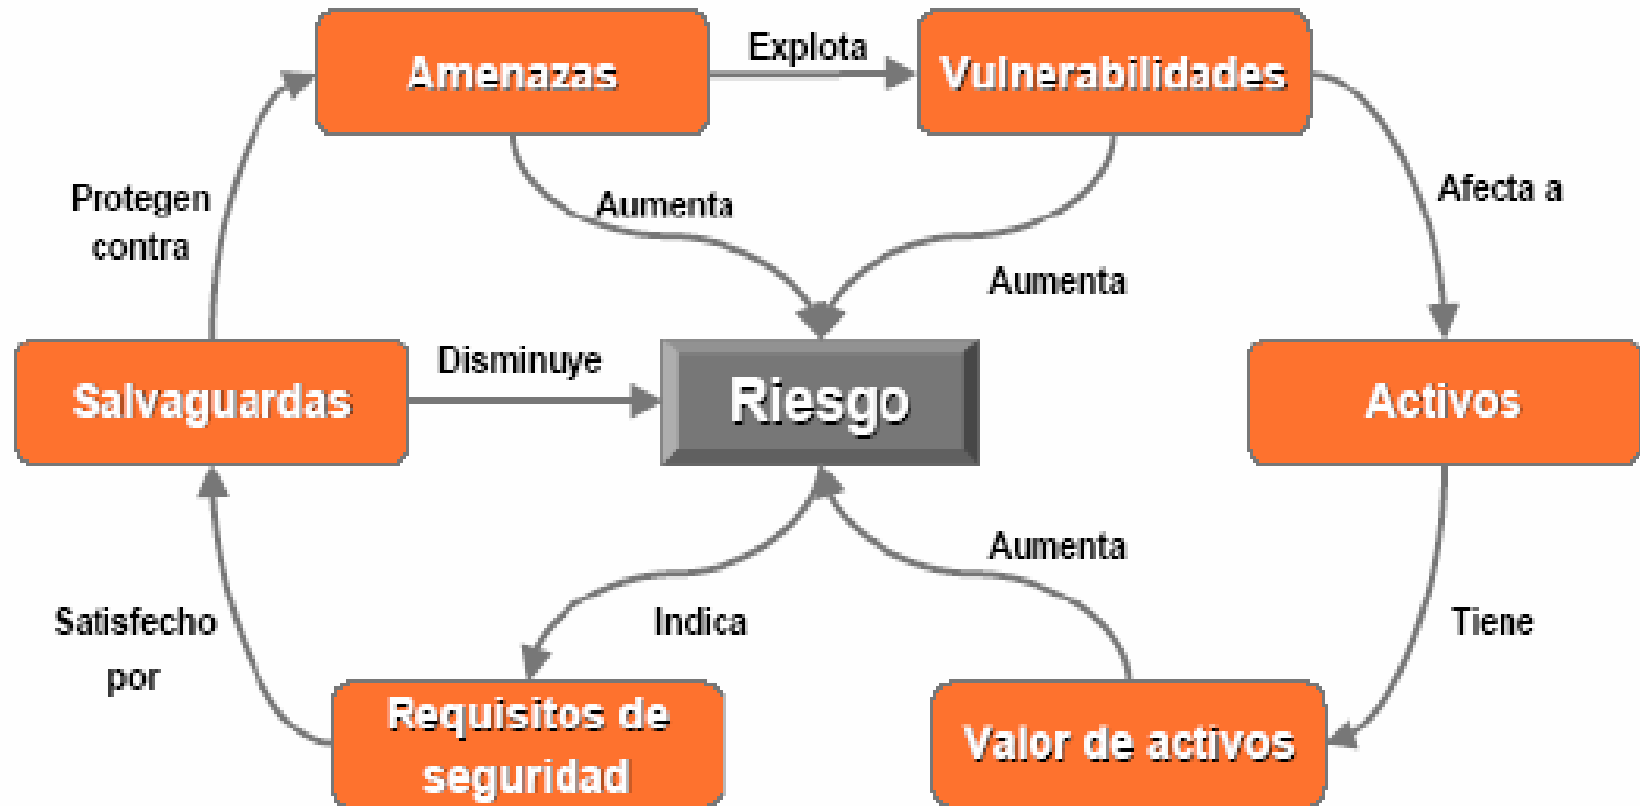 Amenazas
Explota
Vulnerabilidades
Protegen
contra
Aumenta
Afecta a
Aumenta
Salvaguardas
Disminuye
Riesgo
Activos
Aumenta
Satisfecho
por
Indica
Tiene
Requisitos de
seguridad
Valor de activos